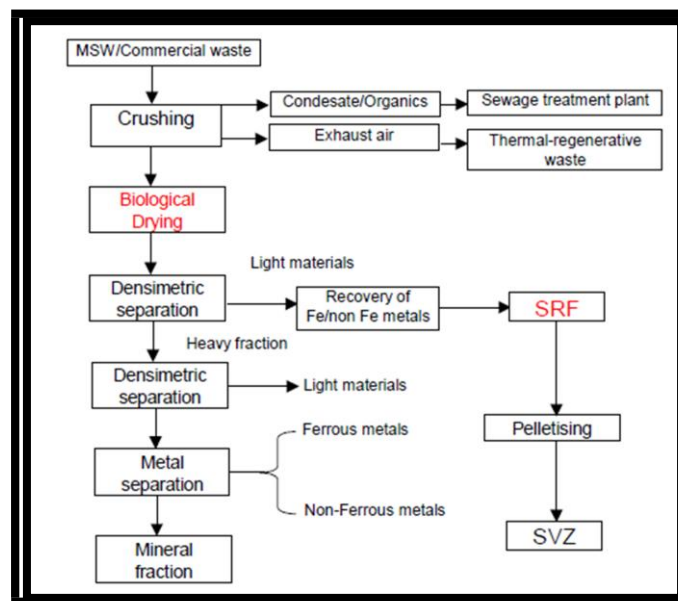 MSW/Commercial waste
Crushing
Condesate/Organics
Sewage treatment plant
Exhaust air
Thermal-regenerative
waste
Biological
Drying
Light materials
Densimetric
separation
Recovery of
Fe/non Fe metals
SRF
Heavy fraction
Densimetric
separation
Light materials
Pelletising
Ferrous metals
Metal
separation
Non-Ferrous metals
SVZ
Mineral
fraction